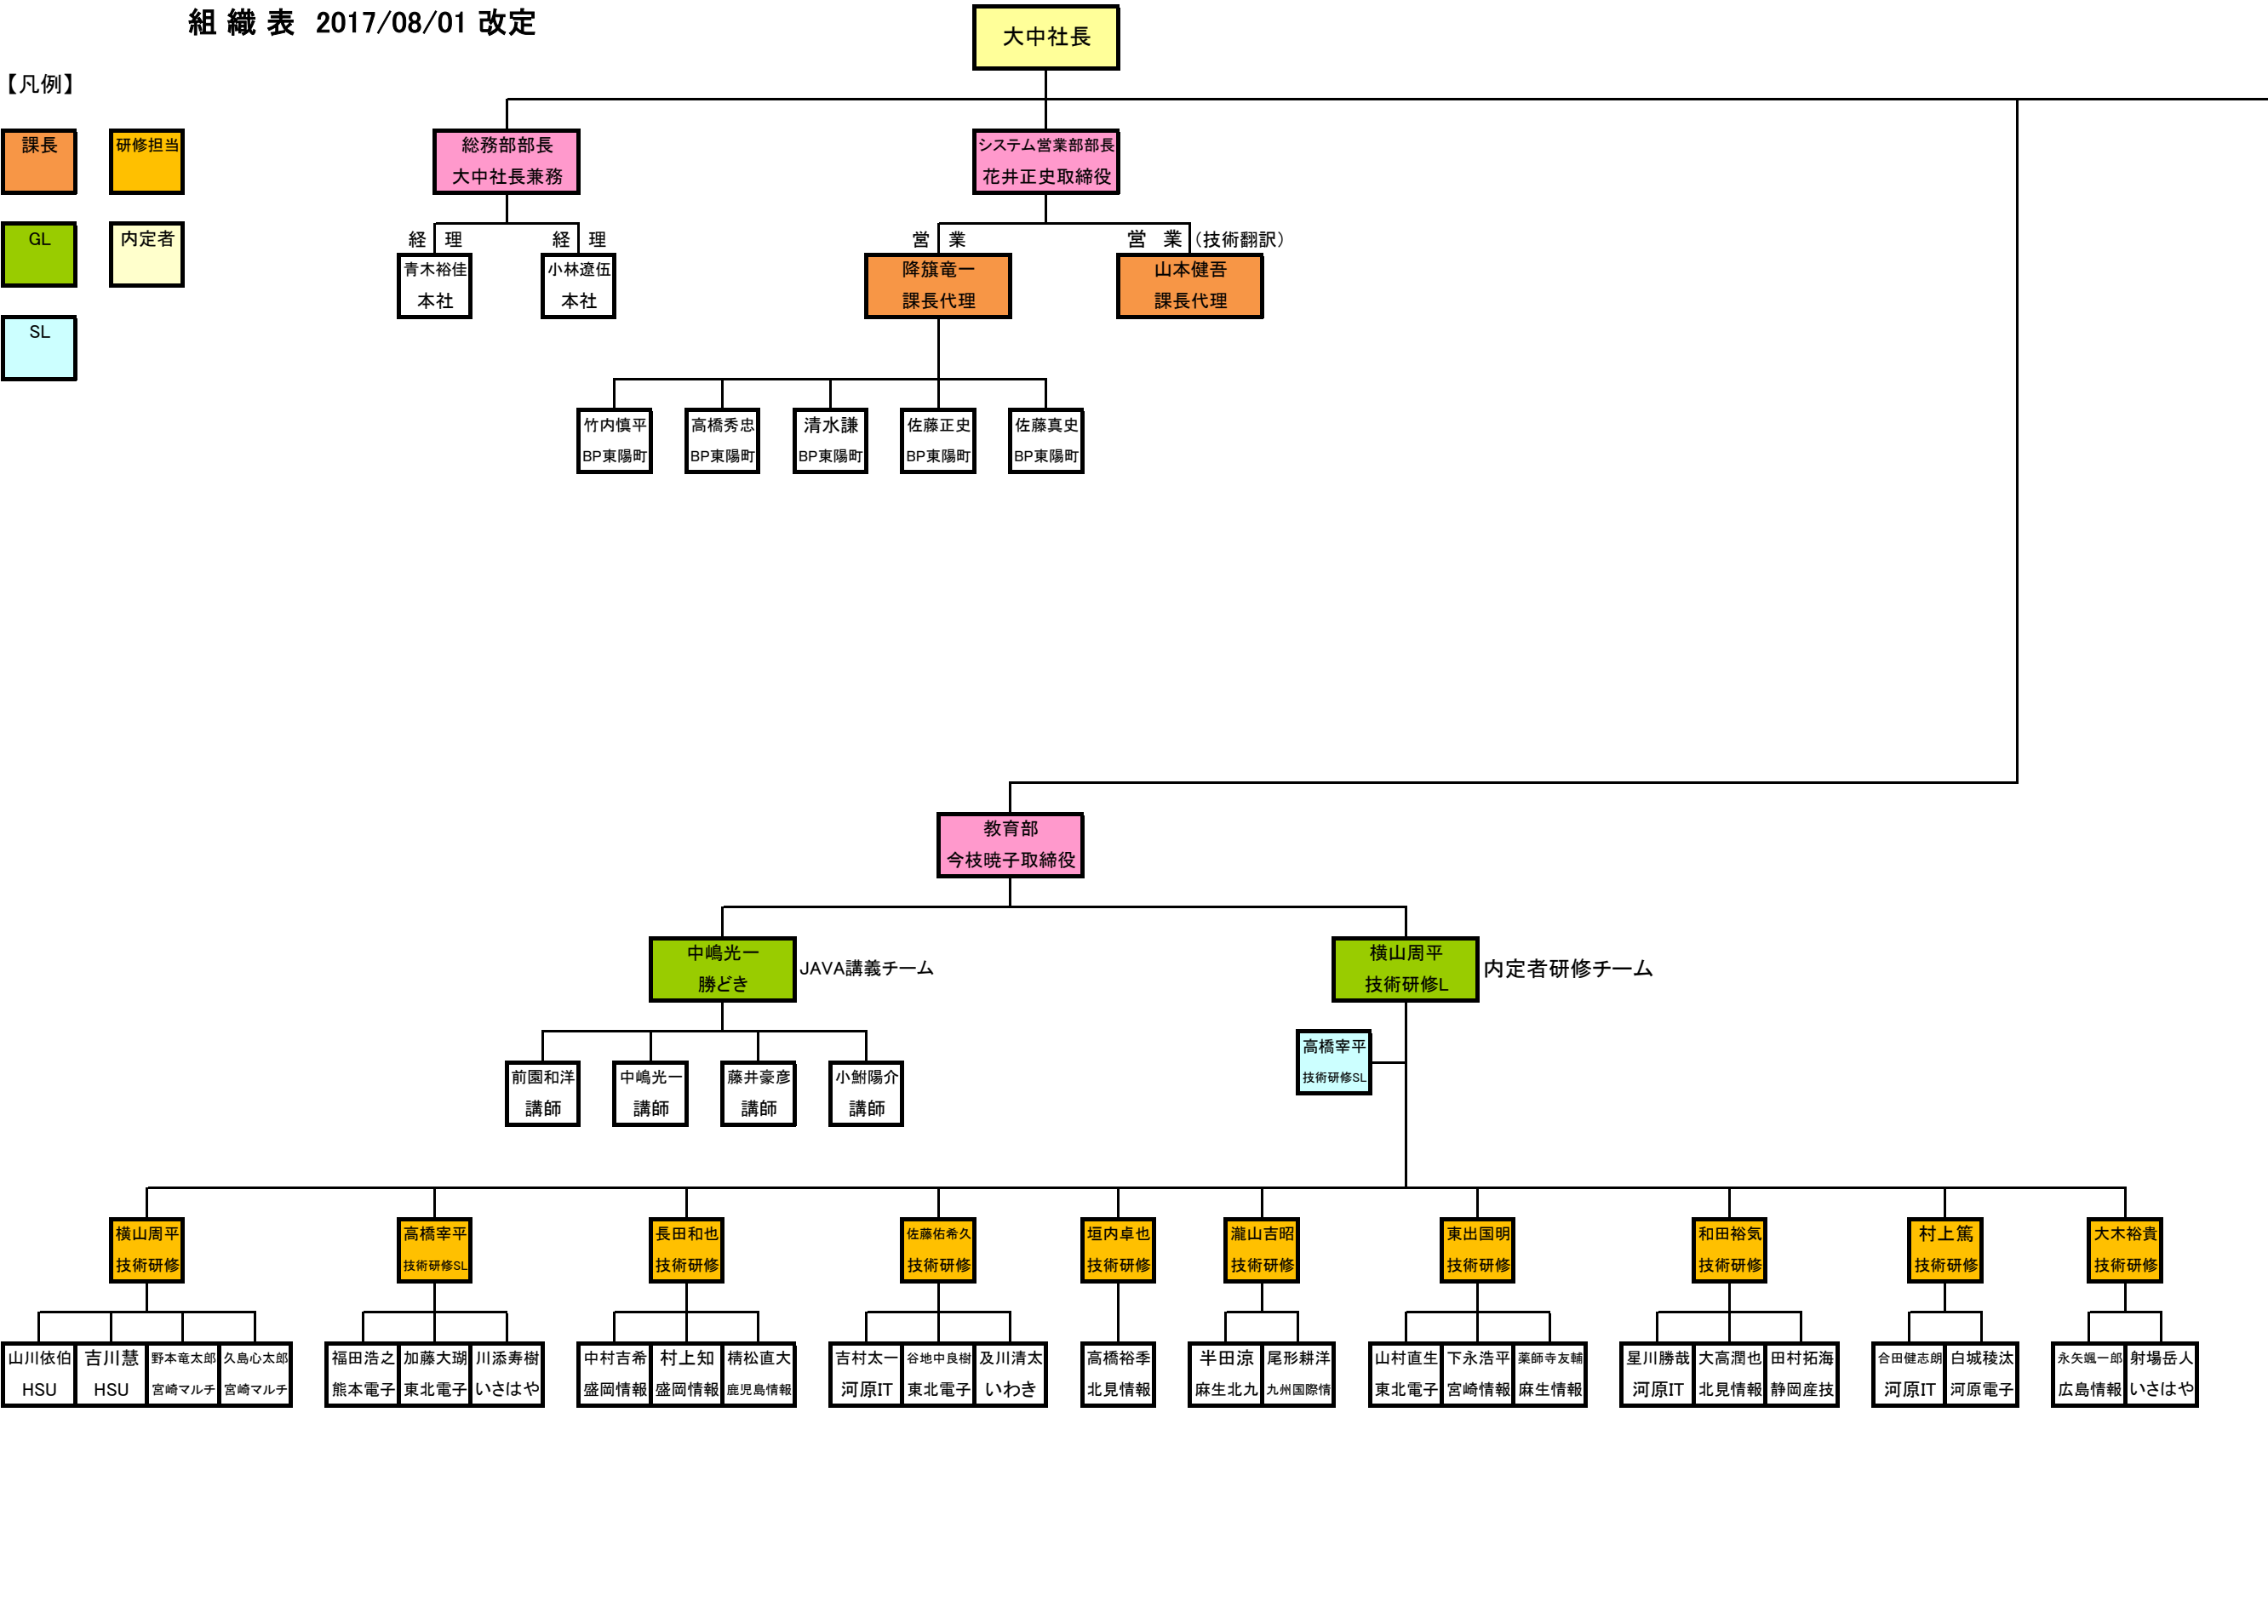 組 織 表 2017/08/01 改定
大中社長
【凡例】
課長
研修担当
GL
内定者
SL
総務部部長
大中社長兼務
システム営業部部長
花井正史取締役
経 理
青木裕佳
本社
経 理
小林遼伍
本社
営 業
降籏竜一
課長代理
営 業 (技術翻訳)
山本健吾
課長代理
竹内慎平
BP東陽町
高橋秀忠
BP東陽町
清水謙
BP東陽町
佐藤正史
BP東陽町
佐藤真史
BP東陽町
教育部
今枝暁子取締役
中嶋光一
勝どき
JAVA講義チーム
横山周平
技術研修L
内定者研修チーム
前園和洋
講師
中嶋光一
講師
藤井豪彦
講師
小鮒陽介
講師
高橋宰平
技術研修SL
横山周平
技術研修
高橋宰平
技術研修SL
長田和也
技術研修
佐藤佑希久
技術研修
垣内卓也
技術研修
瀧山吉昭
技術研修
東出国明
技術研修
和田裕気
技術研修
村上篤
技術研修
大木裕貴
技術研修
山川依伯
HSU
吉川慧
HSU
野本竜太郎
宮崎マルチ
久島心太郎
宮崎マルチ
福田浩之
熊本電子
加藤大瑚
東北電子
川添寿樹
いさはや
中村吉希
盛岡情報
村上知
盛岡情報
楕松直大
鹿児島情報
吉村太一
河原IT
谷地中良樹
東北電子
及川清太
いわき
高橋裕季
北見情報
半田涼
麻生北九
尾形耕洋
九州国際情
山村直生
東北電子
下永浩平
宮崎情報
薬師寺友輔
麻生情報
星川勝哉
河原IT
大高潤也
北見情報
田村拓海
静岡産技
合田健志朗
河原IT
白城稜汰
河原電子
永矢颯一郎
広島情報
射場岳人
いさはや